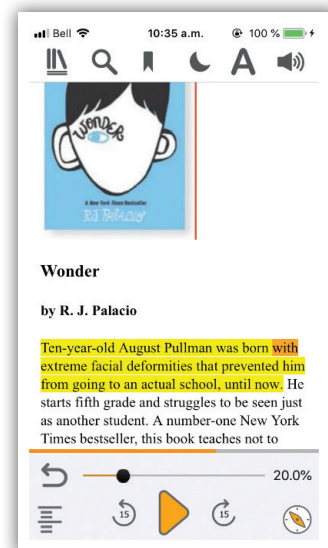 Bell 10:35 a.m. 100 %
A
WONDER
A New York Times Bestseller
R.J. Palacio
Wonder
by R. J. Palacio
Ten-year-old August Pullman was born with
extreme facial deformities that prevented him
from going to an actual school, until now. He
starts fifth grade and struggles to be seen just
as another student. A number-one New York
Times bestseller, this book teaches not to
20.0%
15 15